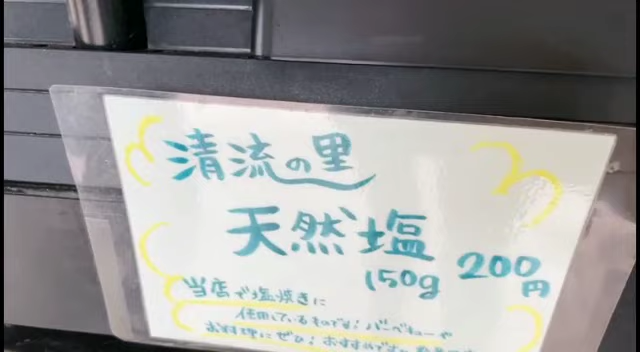 清流の里
天然塩
150g 200円
当店で塩焼きに
使用しているものです！バーベキューや
お料理にぜひ！おすすめです。